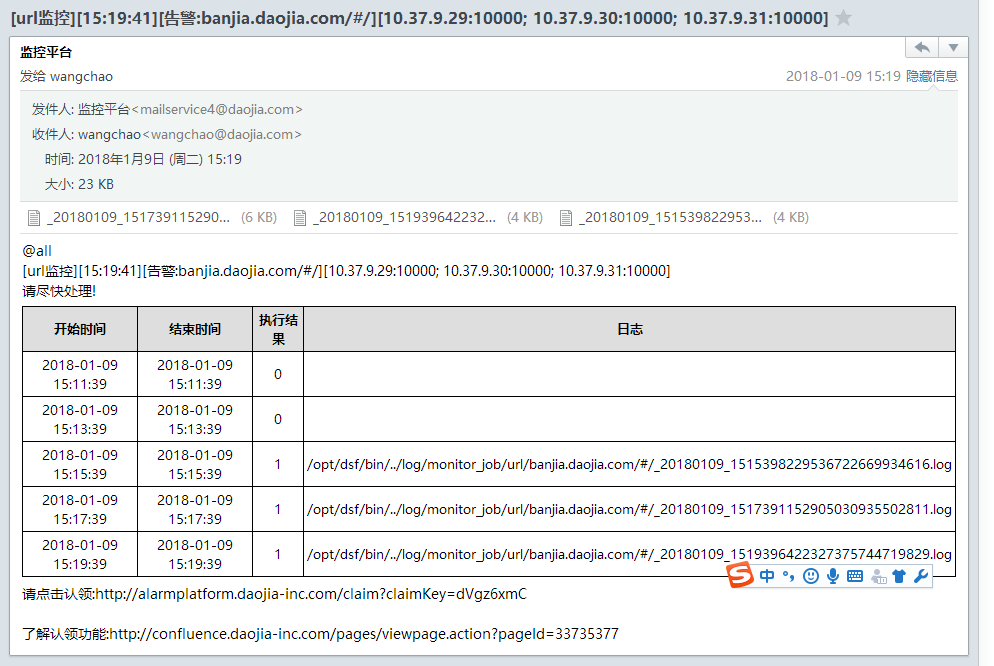 [url监控][15:19:41][告警:banjia.daojia.com/#/][10.37.9.29:10000; 10.37.9.30:10000; 10.37.9.31:10000]
监控平台
发给 wangchao
2018-01-09 15:19 隐藏信息
发件人: 监控平台<mailservice4@daojia.com>
收件人: wangchao<wangchao@daojia.com>
时间: 2018年1月9日 (周二) 15:19
大小: 23 KB
_20180109_151739115290... (6 KB) _20180109_151939642232... (4 KB) _20180109_151539822953... (4 KB)
@all
[url监控][15:19:41][告警:banjia.daojia.com/#/][10.37.9.29:10000; 10.37.9.30:10000; 10.37.9.31:10000]
请尽快处理!
开始时间 结束时间 执行结果 日志
2018-01-09 15:11:39 2018-01-09 15:11:39 0
2018-01-09 15:13:39 2018-01-09 15:13:39 0
2018-01-09 15:15:39 2018-01-09 15:15:39 1 /opt/dsf/bin/../log/monitor_job/url/banjia.daojia.com/#/_20180109_1515398229536722669934616.log
2018-01-09 15:17:39 2018-01-09 15:17:39 1 /opt/dsf/bin/../log/monitor_job/url/banjia.daojia.com/#/_20180109_1517391152905030935502811.log
2018-01-09 15:19:39 2018-01-09 15:19:39 1 /opt/dsf/bin/../log/monitor_job/url/banjia.daojia.com/#/_20180109_1519396422327375744719829.log
S 中
请点击认领:http://alarmplatform.daojia-inc.com/claim?claimKey=dVgz6xmC
了解认领功能:http://confluence.daojia-inc.com/pages/viewpage.action?pageId=33735377